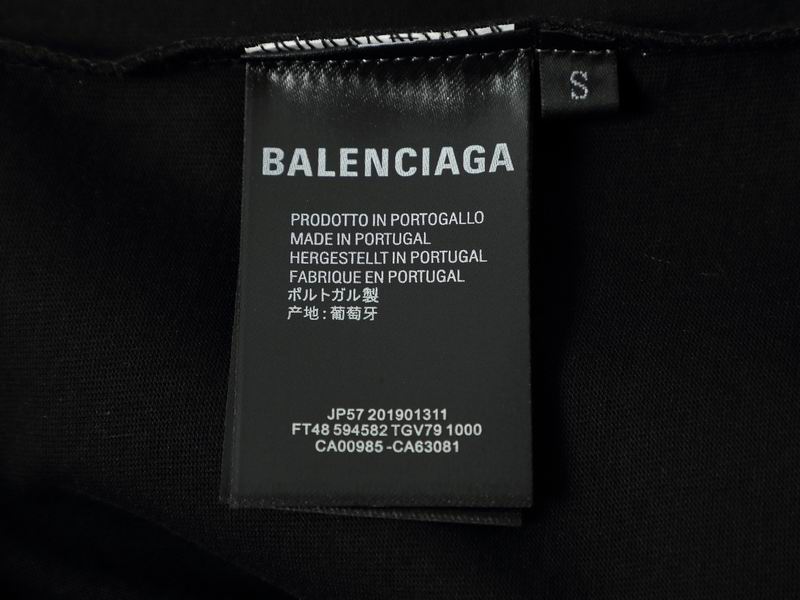 S
BALENCIAGA
PRODOTTO IN PORTOGALLO
MADE IN PORTUGAL
HERGESTELLT IN PORTUGAL
FABRIQUE EN PORTUGAL
ポルトガル製
产地:葡萄牙
JP57 201901311
FT48 594582 TGV79 1000
CA00985-CA63081